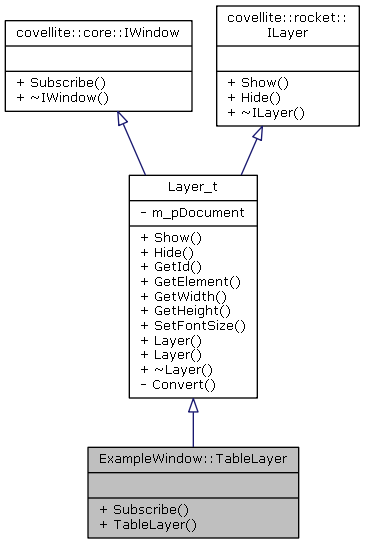 covellite::core::IWindow
+ Subscribe()
+ ~IWindow()
covellite::rocket::
ILayer
+ Show()
+ Hide()
+ ~ILayer()
Layer_t
- m_pDocument
+ Show()
+ Hide()
+ GetId()
+ GetElement()
+ GetWidth()
+ GetHeight()
+ SetFontSize()
+ Layer()
+ Layer()
+ ~Layer()
- Convert()
ExampleWindow::TableLayer
+ Subscribe()
+ TableLayer()